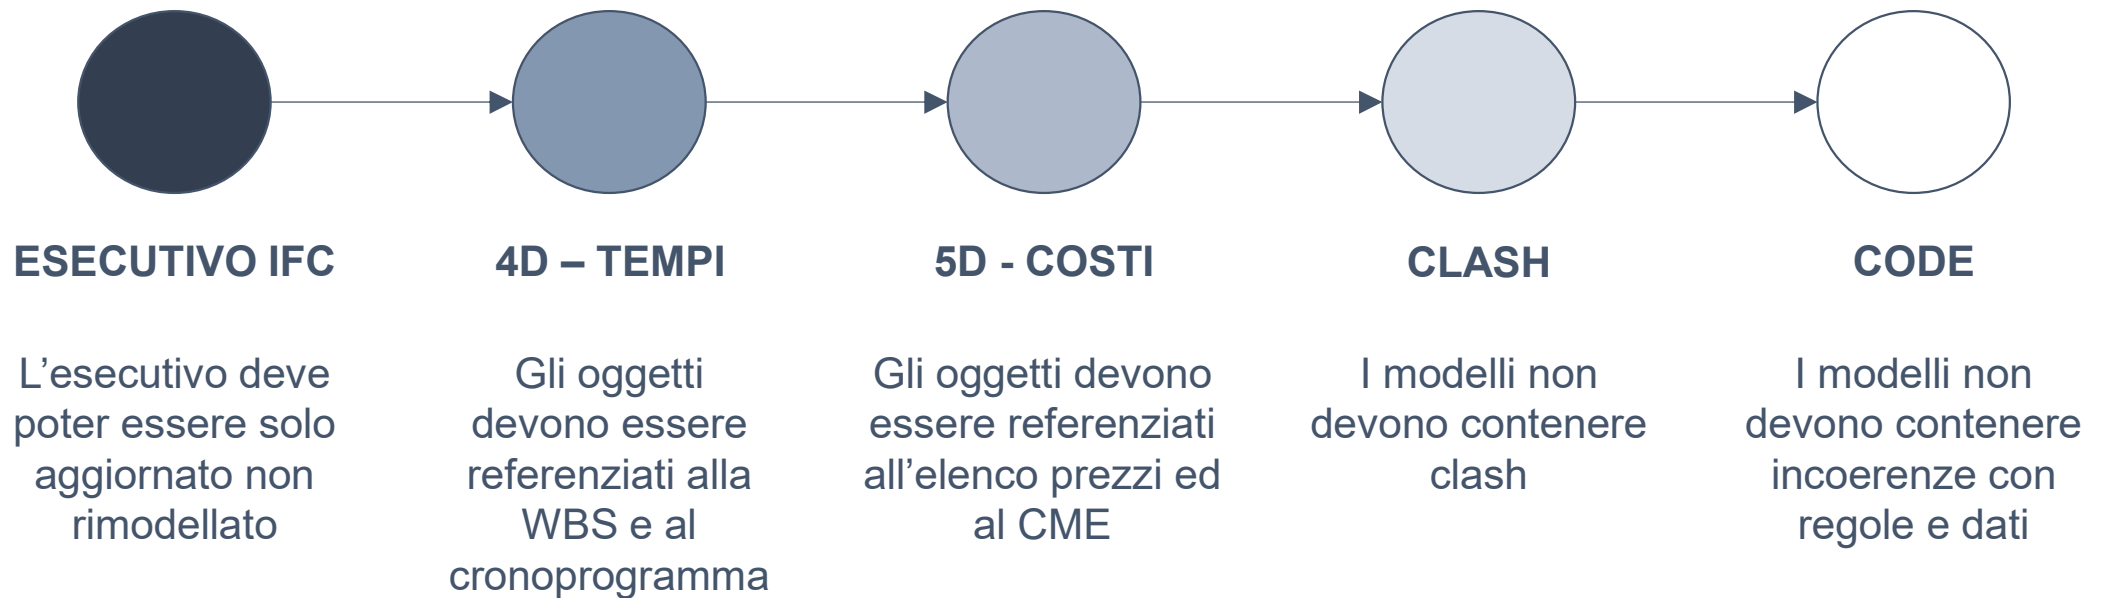 ESECUTIVO IFC
L’esecutivo deve
poter essere solo
aggiornato non
rimodellato
4D – TEMPI
Gli oggetti
devono essere
referenziati alla
WBS e al
cronoprogramma
5D - COSTI
Gli oggetti devono
essere referenziati
all’elenco prezzi ed
al CME
CLASH
I modelli non
devono contenere
clash
CODE
I modelli non
devono contenere
incoerenze con
regole e dati